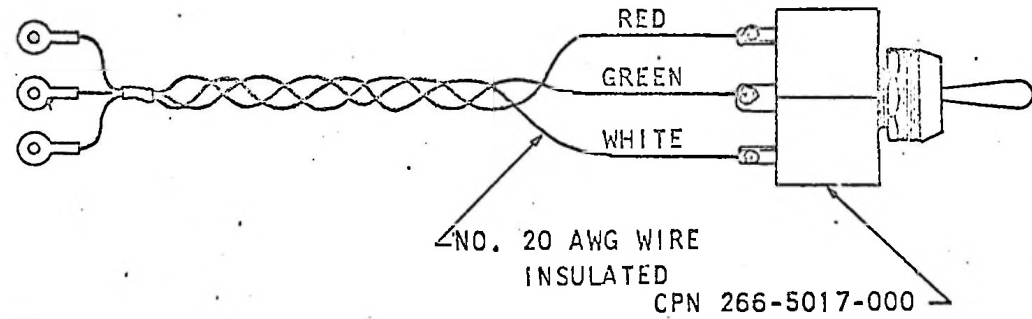 RED
GREEN
WHITE
NO. 20 AWG WIRE
INSULATED
CPN 266-5017-000